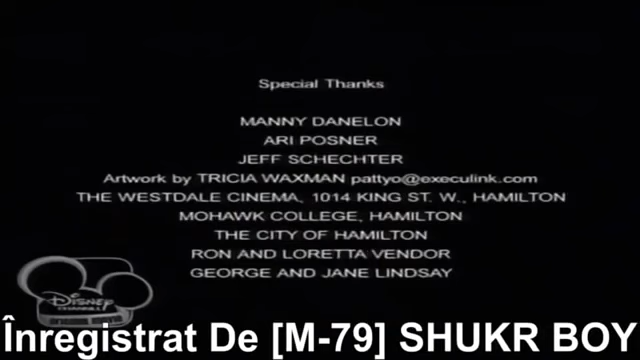 Special Thanks
MANNY DANELON
ARI POSNER
JEFF SCHECHTER
Artwork by TRICIA WAXMAN pattyo@execulink.com
THE WESTDALE CINEMA, 1014 KING ST. W., HAMILTON
MOHAWK COLLEGE, HAMILTON
THE CITY OF HAMILTON
RON AND LORETTA VENDOR
GEORGE AND JANE LINDSAY
Disney
CHANNEL
Înregistrat De [M-79] SHUKR BOY